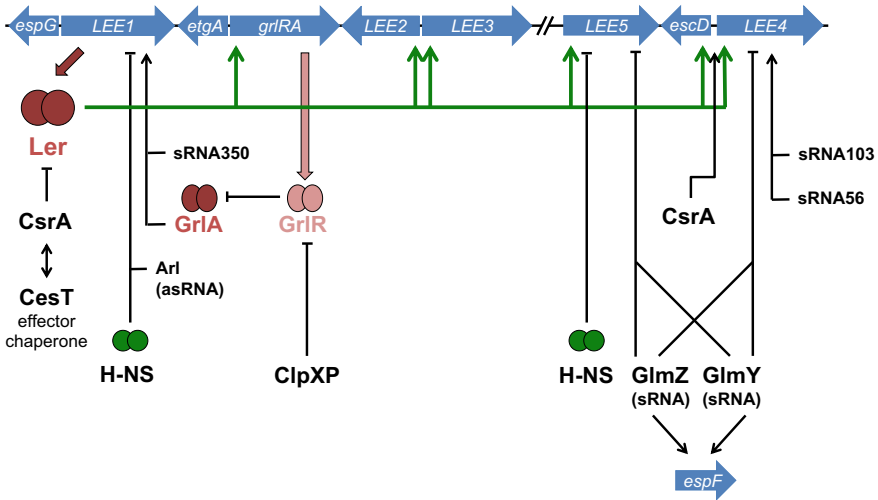 espG LEE1 etgA grlRA LEE2 LEE3 LEE5 escD LEE4
Ler
sRNA350
sRNA103
CsrA
GrlA
GrlR
CsrA
sRNA56
CesT
effector
chaperone
Arl
(asRNA)
H-NS
ClpXP
H-NS
GlmZ
(sRNA)
GlmY
(sRNA)
espF